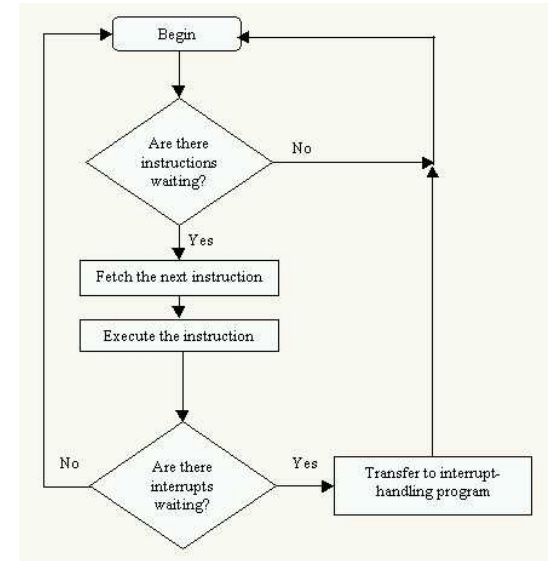 Begin
Are there
instructions
waiting?
No
Yes
Fetch the next instruction
Execute the instruction
No
Are there
interrupts
waiting?
Yes
Transfer to interrupt-
handling program